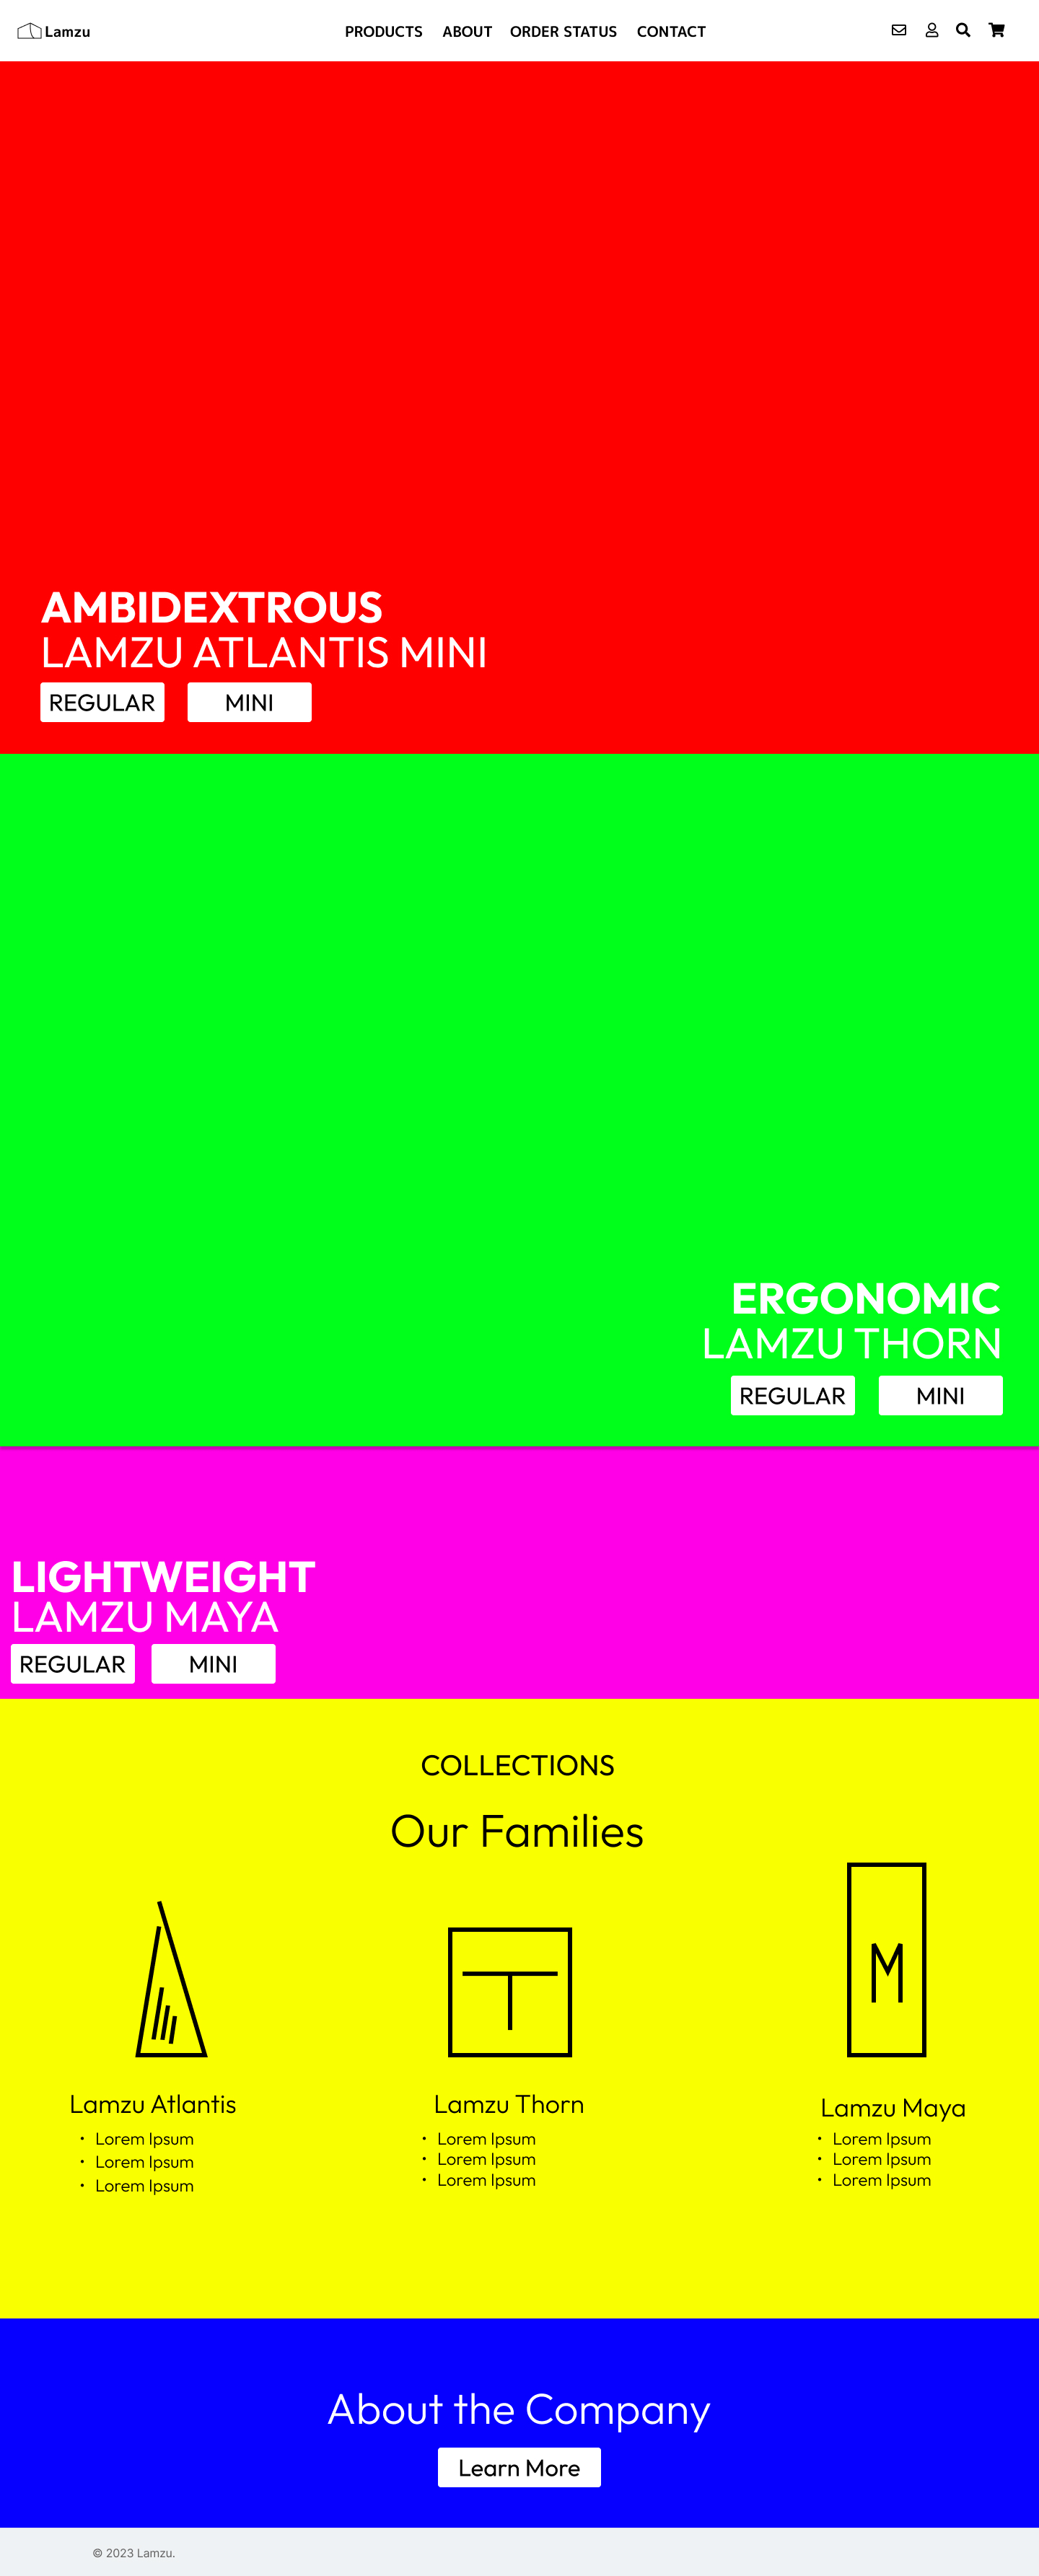 Lamzu
PRODUCTS ABOUT ORDER STATUS CONTACT
AMBIDEXTROUS
LAMZU ATLANTIS MINI
REGULAR MINI
ERGONOMIC
LAMZU THORN
REGULAR MINI
LIGHTWEIGHT
LAMZU MAYA
REGULAR MINI
COLLECTIONS
Our Families
T
M
Lamzu Atlantis
• Lorem Ipsum
• Lorem Ipsum
• Lorem Ipsum
Lamzu Thorn
• Lorem Ipsum
• Lorem Ipsum
• Lorem Ipsum
Lamzu Maya
• Lorem Ipsum
• Lorem Ipsum
• Lorem Ipsum
About the Company
Learn More
© 2023 Lamzu.